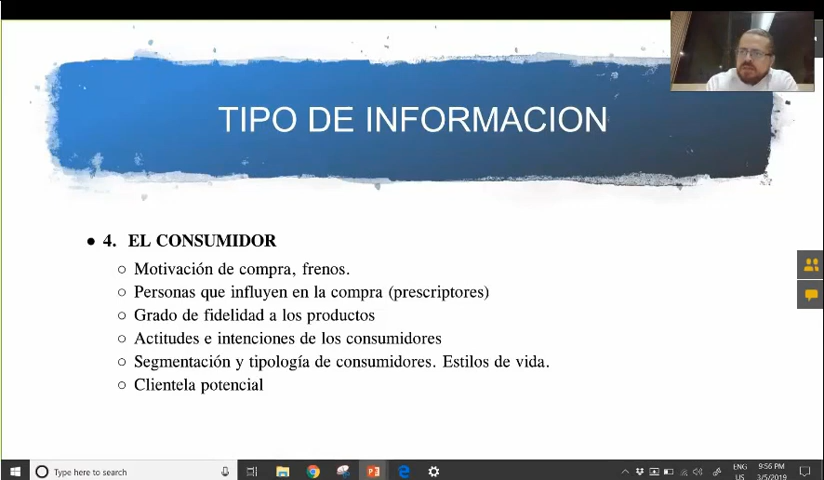 TIPO DE INFORMACION
● 4. EL CONSUMIDOR
○ Motivación de compra, frenos.
○ Personas que influyen en la compra (prescriptores)
○ Grado de fidelidad a los productos
○ Actitudes e intenciones de los consumidores
○ Segmentación y tipología de consumidores. Estilos de vida.
○ Clientela potencial
Type here to search
ENG
US
9:56 PM
3/5/2019